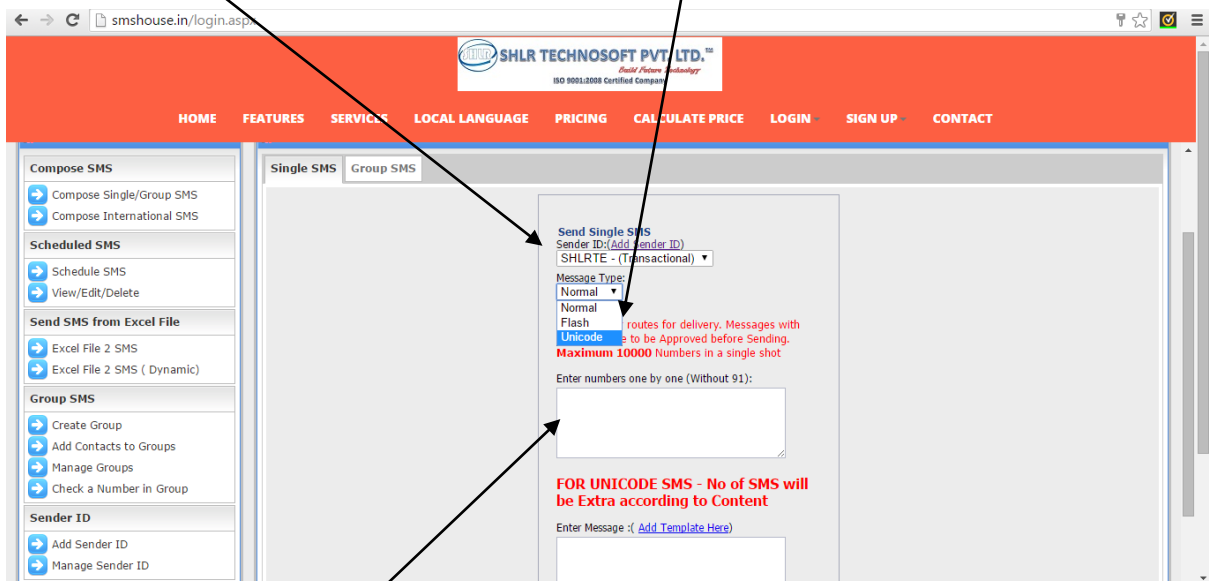 smshouse.in/login.aspx
SHLR TECHNOSOFT PVT. LTD.™
Build Future Technology
ISO 9001:2008 Certified Company
HOME FEATURES SERVICES LOCAL LANGUAGE PRICING CALCULATE PRICE LOGIN SIGN UP CONTACT
Compose SMS
Compose Single/Group SMS
Compose International SMS
Scheduled SMS
Schedule SMS
View/Edit/Delete
Send SMS from Excel File
Excel File 2 SMS
Excel File 2 SMS ( Dynamic)
Group SMS
Create Group
Add Contacts to Groups
Manage Groups
Check a Number in Group
Sender ID
Add Sender ID
Manage Sender ID
Single SMS Group SMS
Send Single SMS
Sender ID:(Add Sender ID)
SHLRTE - (Transactional)
Message Type:
Normal
Normal
Flash
Unicode
routes for delivery. Messages with
to be Approved before Sending.
Maximum 10000 Numbers in a single shot
Enter numbers one by one (Without 91):
FOR UNICODE SMS - No of SMS will
be Extra according to Content
Enter Message :( Add Template Here)